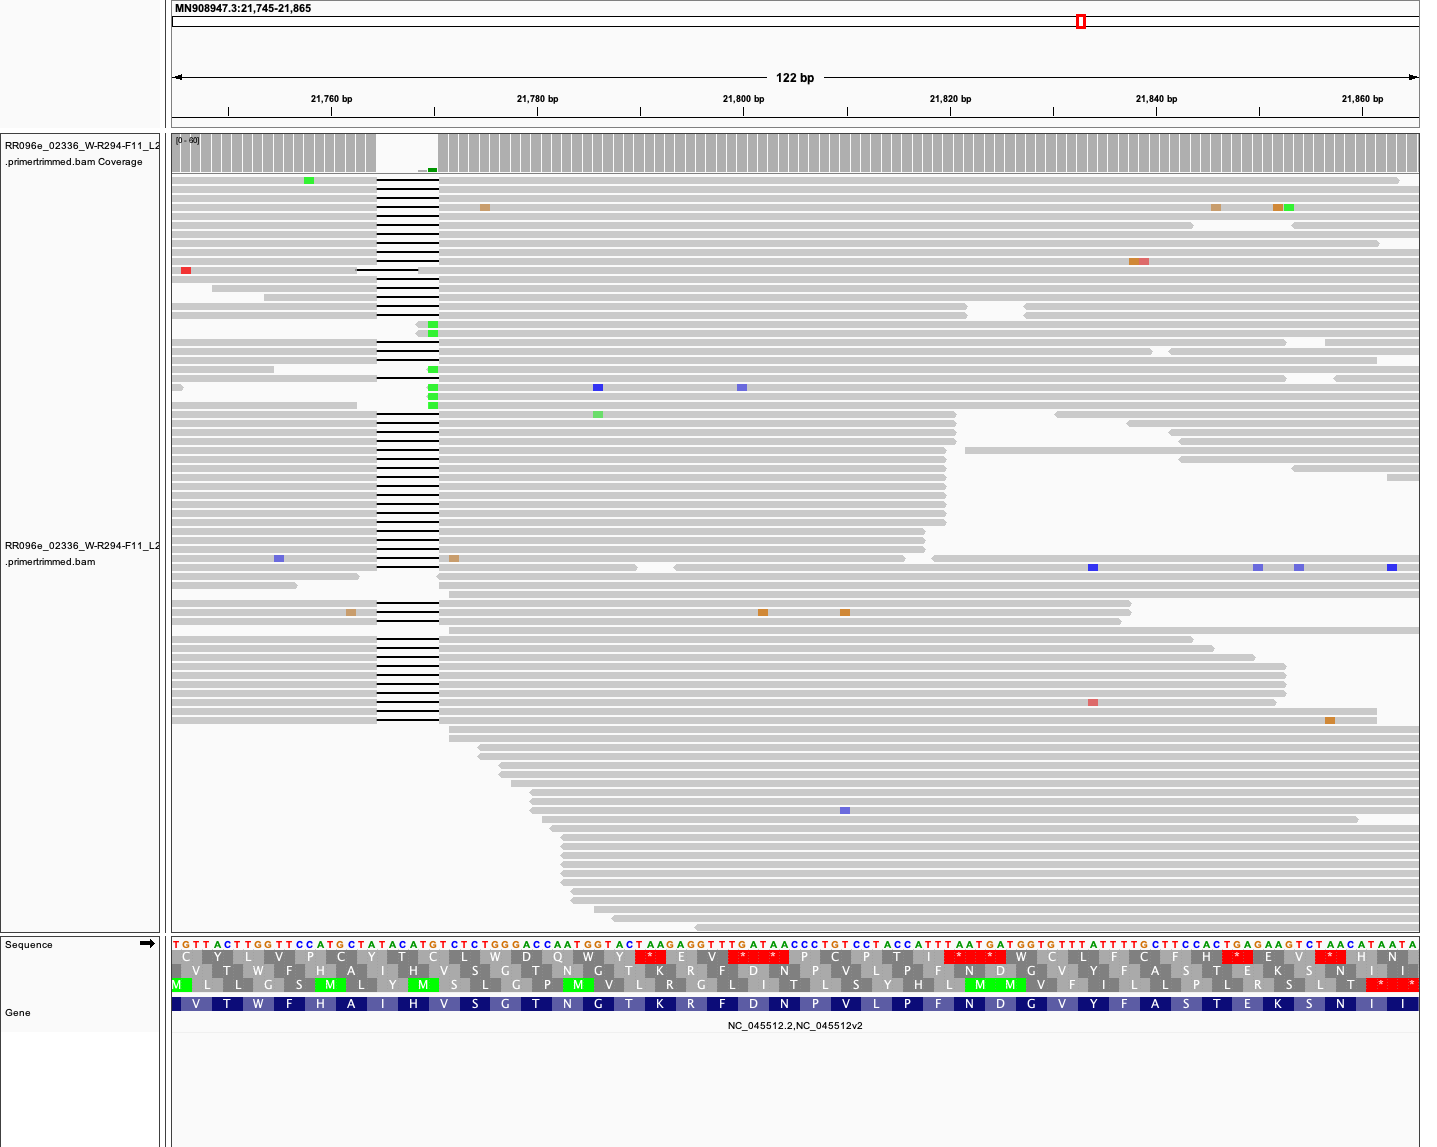 MN908947.3:21,745-21,865
122 bp
21,760 bp 21,780 bp 21,800 bp 21,820 bp 21,840 bp 21,860 bp
RR096e_02336_W-R294-F11_L2
.primertrimmed.bam Coverage
[0 - 60]
RR096e_02336_W-R294-F11_L2
.primertrimmed.bam
Sequence
TGTTACTTGGTTCCATGCTATACATGTCTCTGGGACCAATGGTACTAAGAGGTTTGATAACCCTGTCCTACCATTTAATGATGGTGTTTATTTTGCTTCCACTGAGAAGTCTAACATAATA
C Y L V P C Y T C L W D Q W Y * E V * * P C P T I * * W C L F C F H * E V * H N
V T W F H A I H V S G T N G T K R F D N P V L P F N D G V Y F A S T E K S N I I
M L L G S M L Y M S L G P M V L R G L I T L S Y H L M M V F I L L P L R S L T * *
Gene
V T W F H A I H V S G T N G T K R F D N P V L P F N D G V Y F A S T E K S N I I
NC_045512.2,NC_045512v2